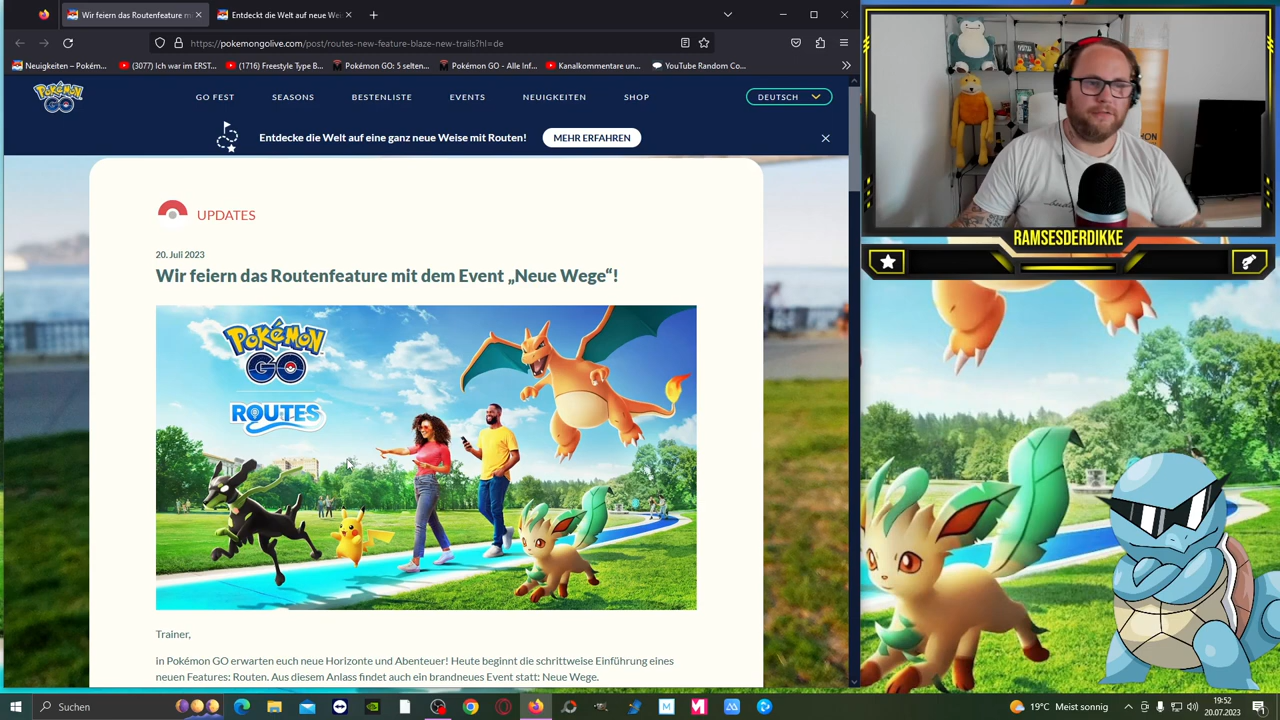 Wir feiern das Routenfeature m
Entdeckt die Welt auf eine neue We
https://pokemongolive.com/post/routes-new-feature-blaze-new-trails?hl=de
Neuigkeiten – Pokém...
(3077) Ich war im ERST...
(1716) Freestyle Type B...
Pokémon GO: 5 selten...
Pokémon GO - Alle Inf...
Kanalkommentare un...
YouTube Random Co...
POKÉMON GO
GO FEST
SEASONS
BESTENLISTE
EVENTS
NEUIGKEITEN
SHOP
DEUTSCH
Entdecke die Welt auf eine ganz neue Weise mit Routen!
MEHR ERFAHREN
UPDATES
20. Juli 2023
Wir feiern das Routenfeature mit dem Event „Neue Wege“!
POKÉMON GO
ROUTES
Trainer,
in Pokémon GO erwarten euch neue Horizonte und Abenteuer! Heute beginnt die schrittweise Einführung eines
neuen Features: Routen. Aus diesem Anlass findet auch ein brandneues Event statt: Neue Wege.
RAMSESDERDIKKE
Suchen
19°C Meist sonnig
19:52
20.07.2023